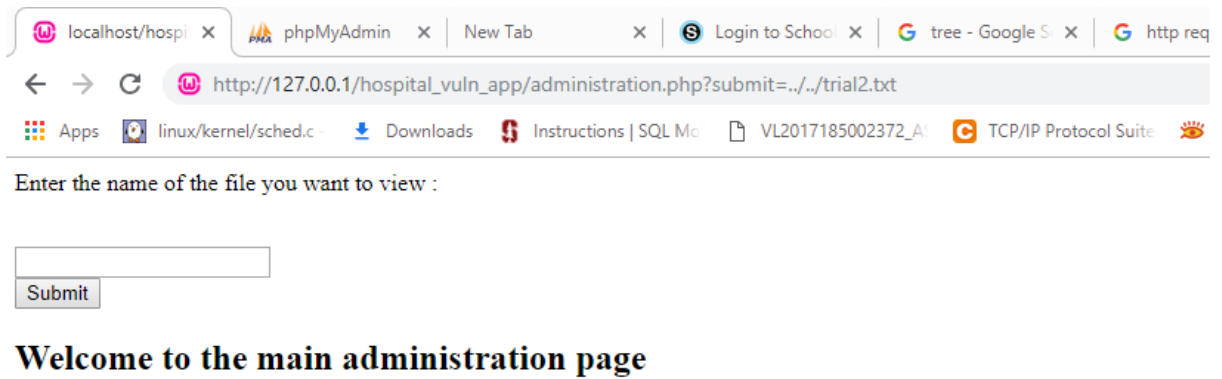 localhost/hospi phpMyAdmin New Tab Login to School tree - Google S http req
http://127.0.0.1/hospital_vuln_app/administration.php?submit=../../trial2.txt
Apps linux/kernel/sched.c - Downloads Instructions | SQL Mo VL2017185002372_AS TCP/IP Protocol Suite
Enter the name of the file you want to view :
Submit
Welcome to the main administration page